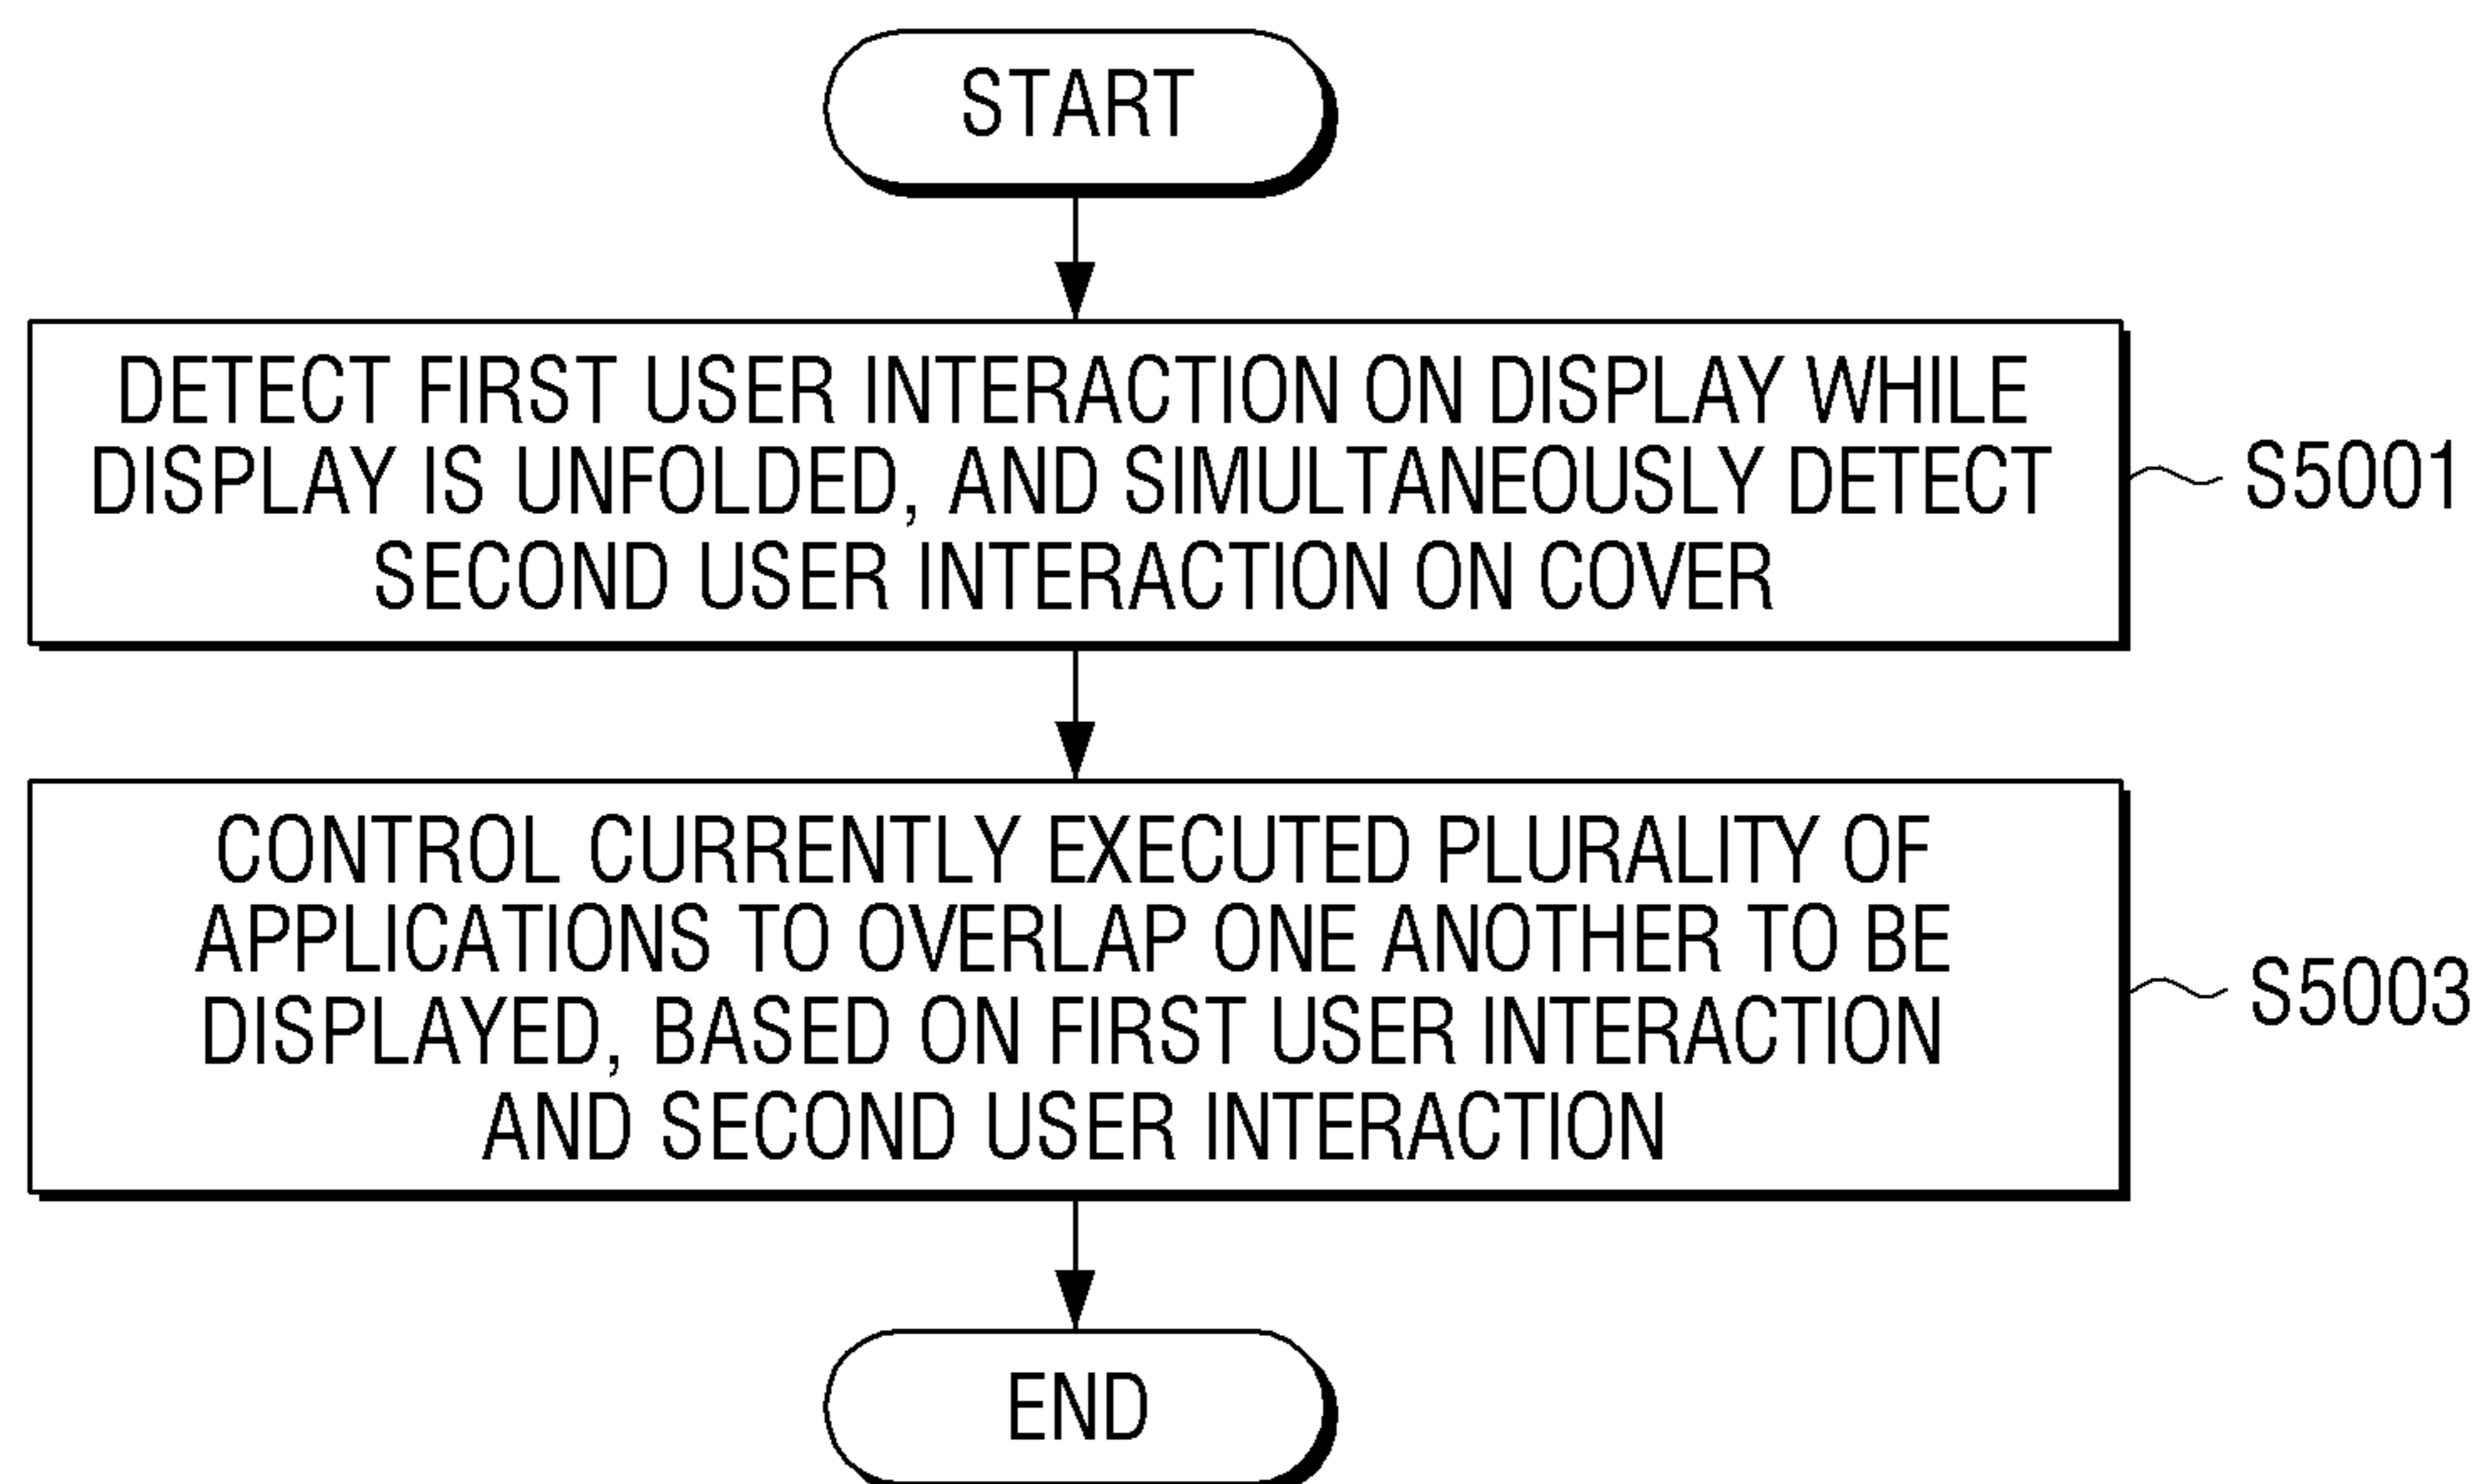 START
DETECT FIRST USER INTERACTION ON DISPLAY WHILE
DISPLAY IS UNFOLDED, AND SIMULTANEOUSLY DETECT
SECOND USER INTERACTION ON COVER
S5001
CONTROL CURRENTLY EXECUTED PLURALITY OF
APPLICATIONS TO OVERLAP ONE ANOTHER TO BE
DISPLAYED, BASED ON FIRST USER INTERACTION
AND SECOND USER INTERACTION
S5003
END